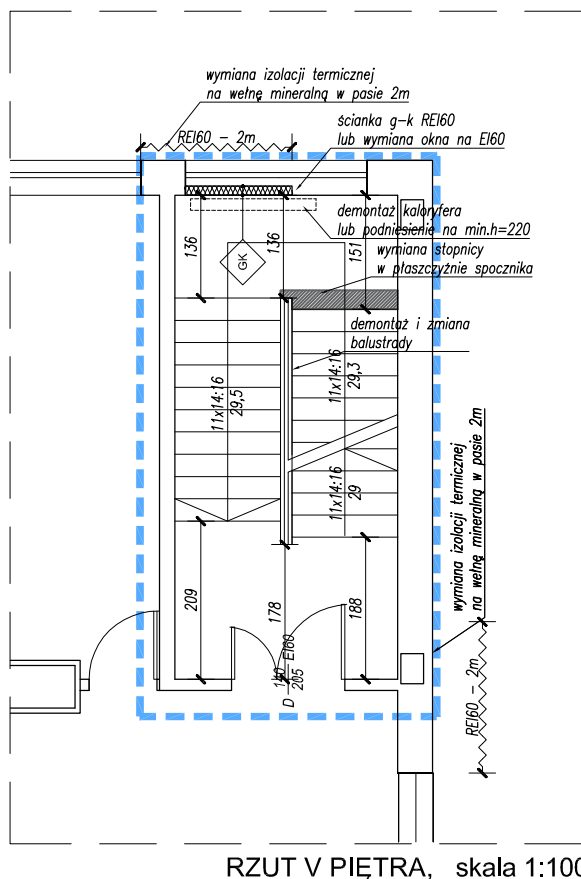 wymiana izolacji termicznej
na wełnę mineralną w pasie 2m
REI60 - 2m
ścianka g-k REI60
lub wymiana okna na EI60
demontaż kaloryfera
lub podniesienie na min.h=220
wymiana stopnicy
w płaszczyźnie spocznika
136
136
151
GK
demontaż i zmiana
balustrady
11x14:16
29,5
11x14:16
29,3
11x14:16
29
wymiana izolacji termicznej
na wełnę mineralną w pasie 2m
209
178
188
D 140 EI60
205
REI60 - 2m
RZUT V PIĘTRA, skala 1:100